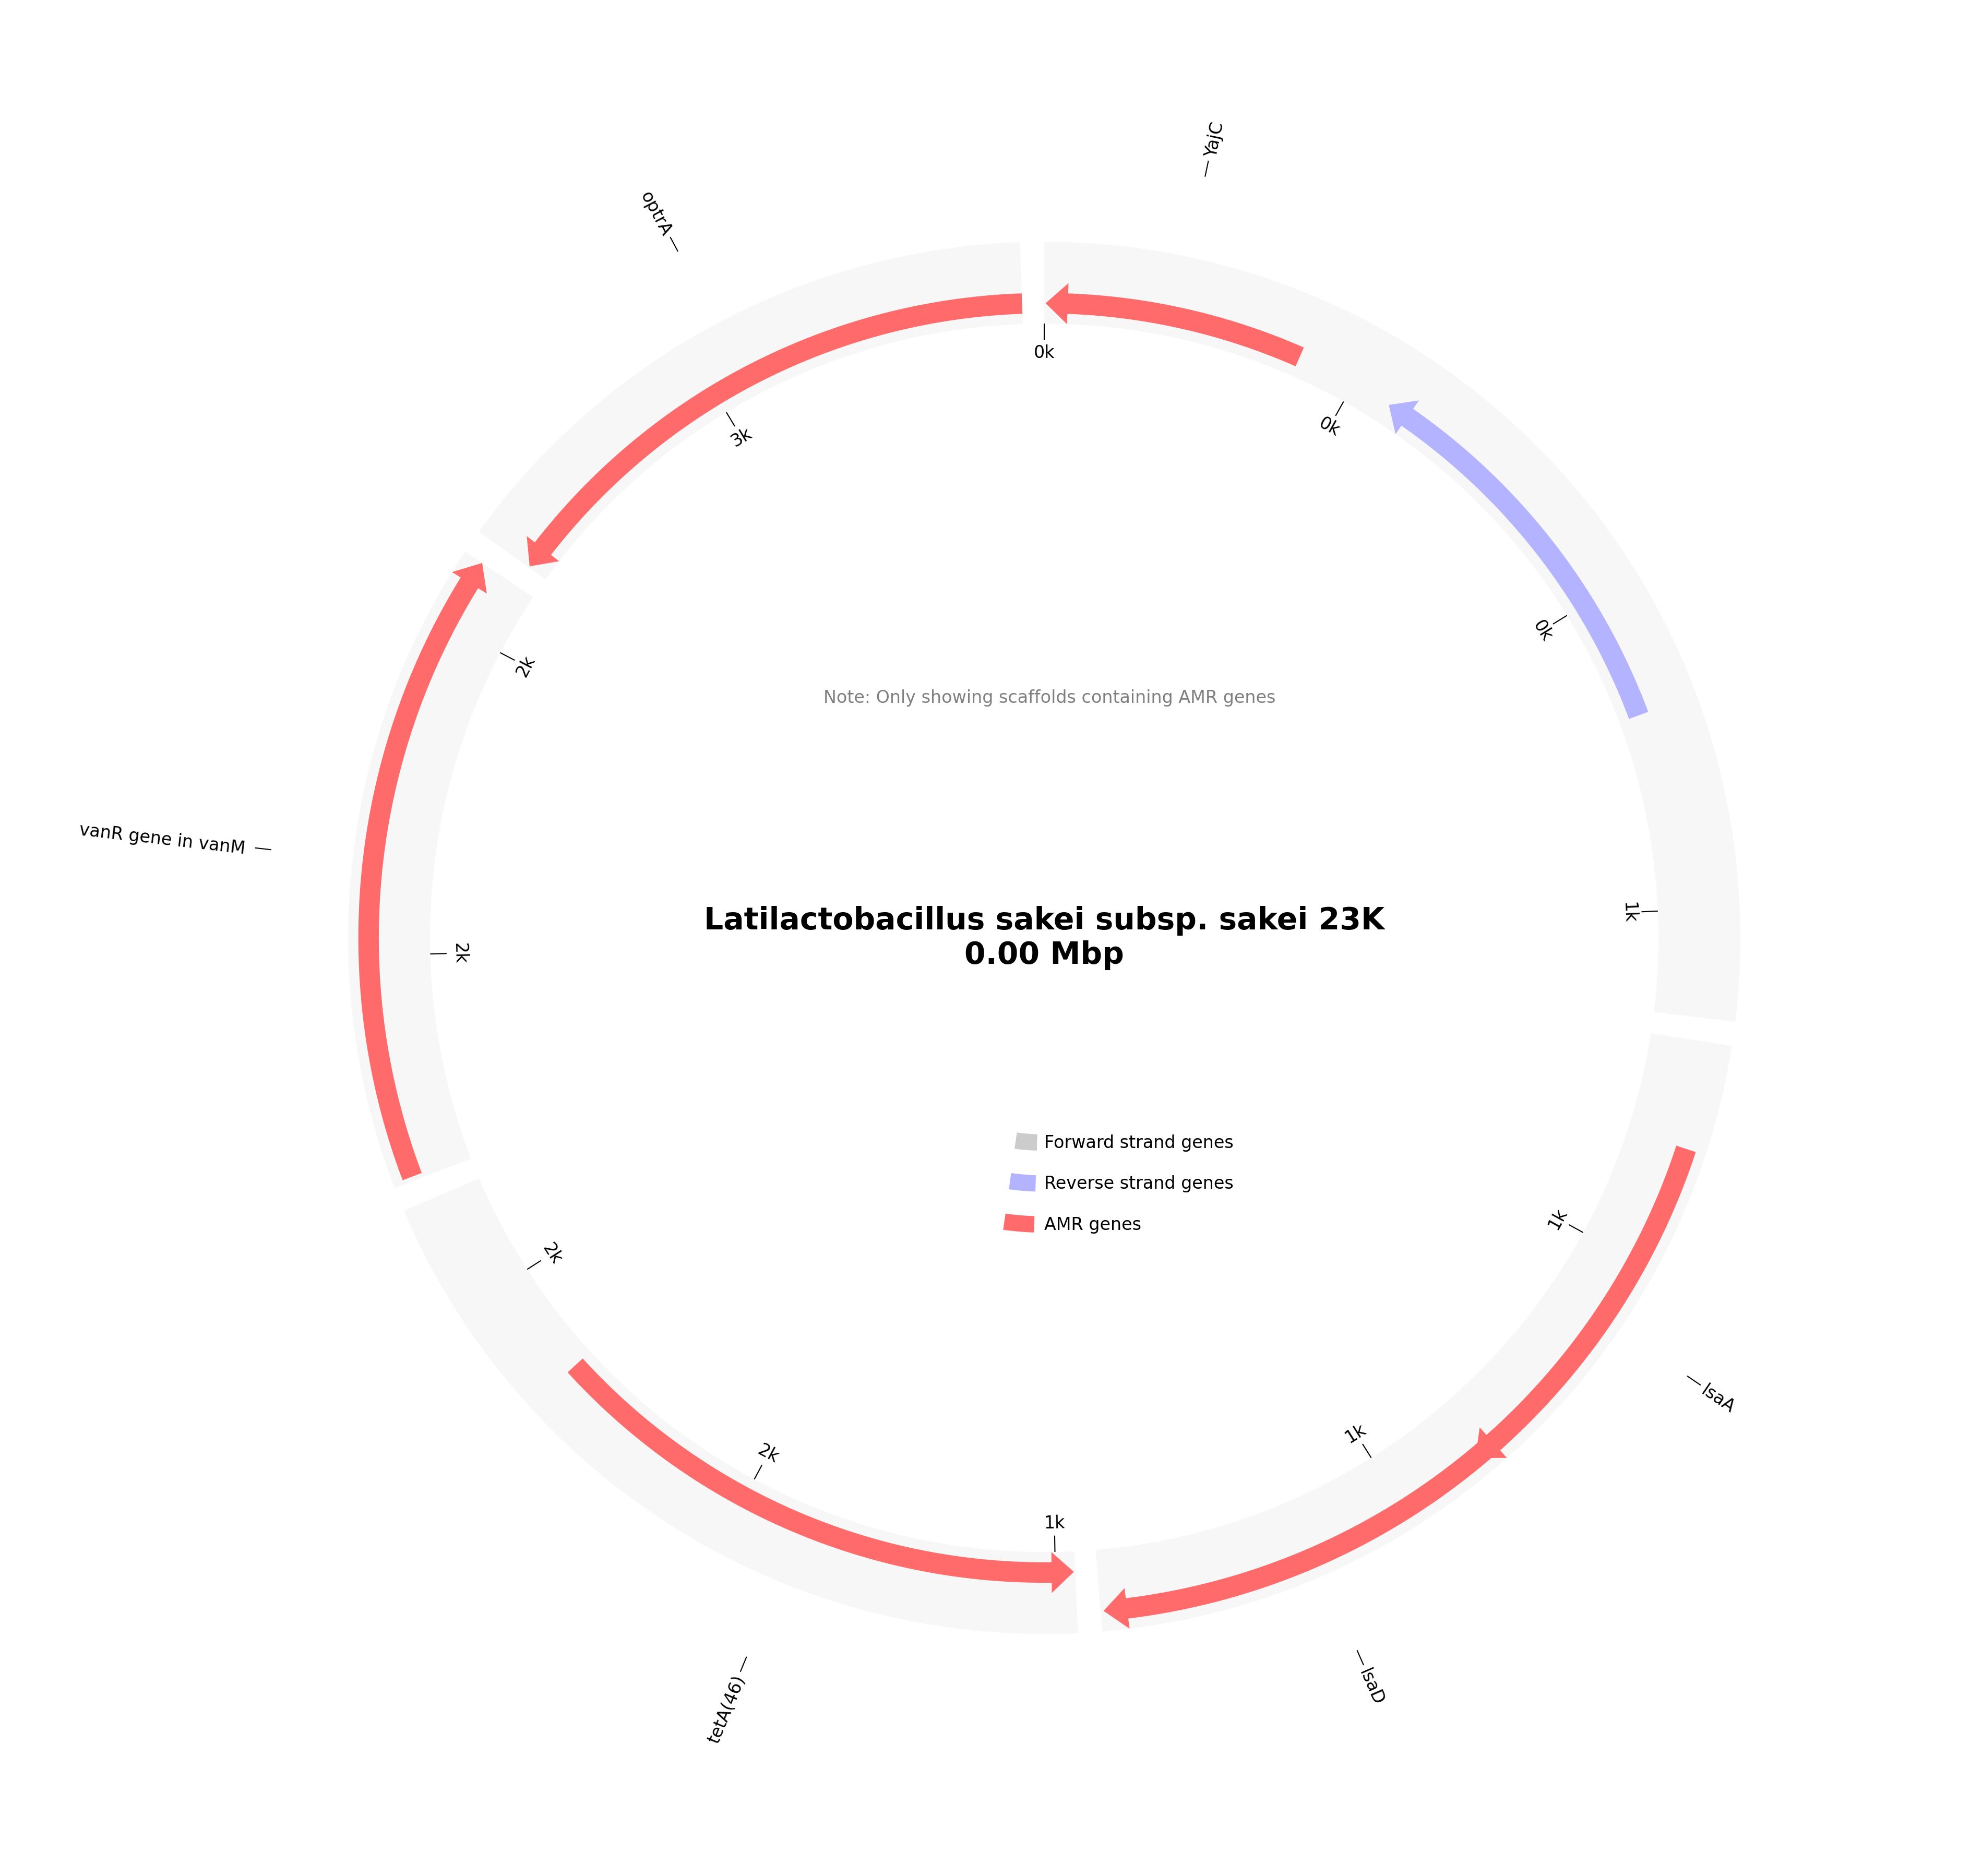 YajC
optrA
0k
3k
0k
0k
2k
Note: Only showing scaffolds containing AMR genes
vanR gene in vanM
1k
Latilactobacillus sakei subsp. sakei 23K
0.00 Mbp
2k
Forward strand genes
Reverse strand genes
AMR genes
1k
2k
lsaA
1k
2k
1k
lsaD
tetA(46)